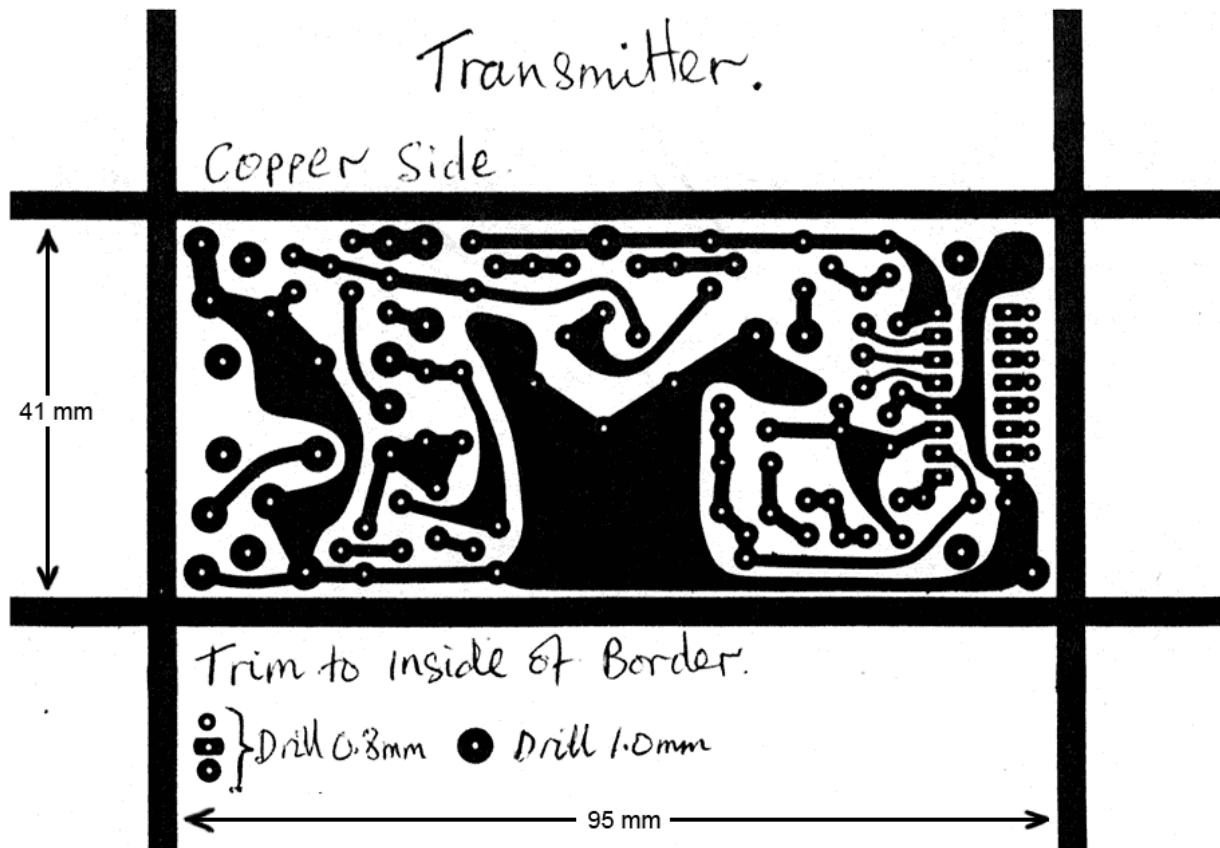 Transmitter.
Copper Side.
41 mm
Trim to Inside of Border.
Drill 0.8mm
Drill 1.0mm
95 mm